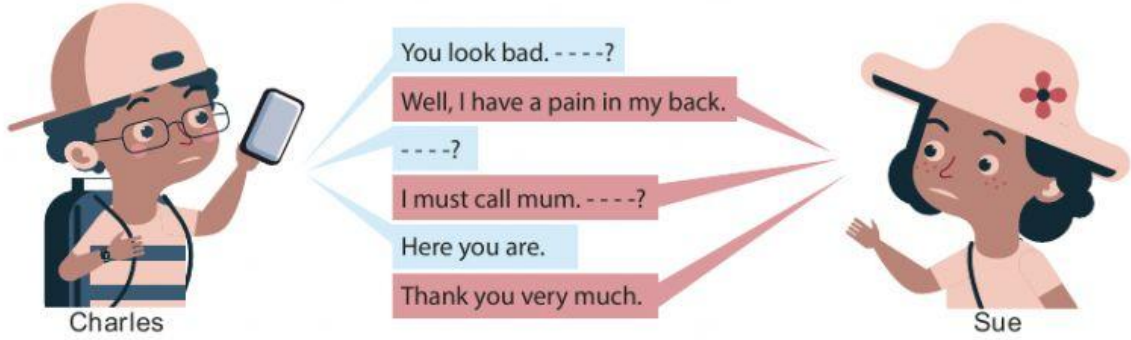 You look bad. - - - -?
Well, I have a pain in my back.
- - - -?
I must call mum. - - - -?
Here you are.
Thank you very much.
Charles
Sue